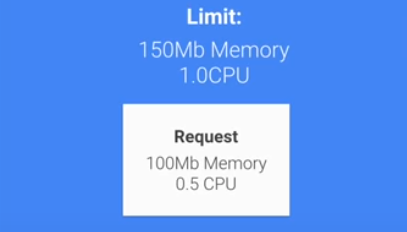 Limit:
150Mb Memory
1.0CPU
Request
100Mb Memory
0.5 CPU